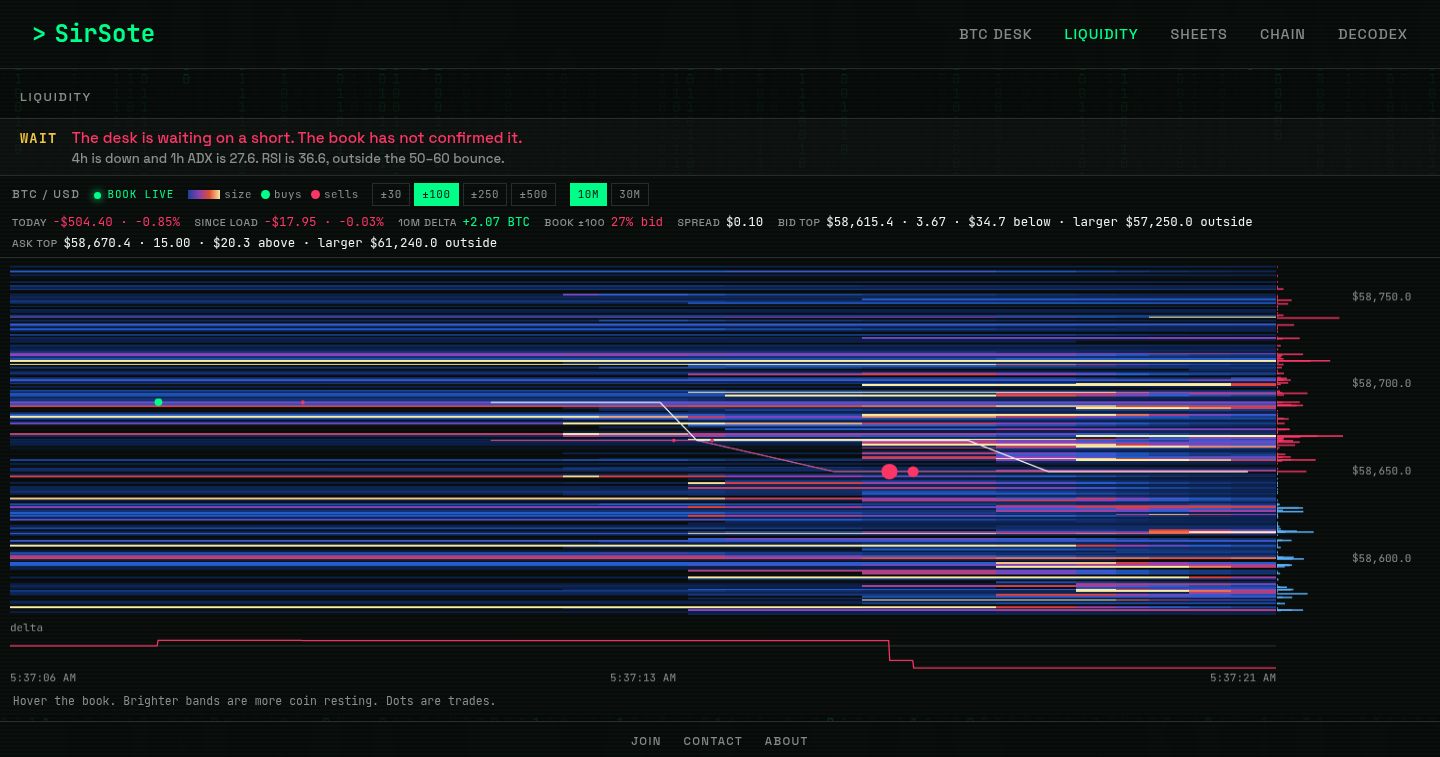 > SirSote
BTC DESK LIQUIDITY SHEETS CHAIN DECODEX
LIQUIDITY
WAIT The desk is waiting on a short. The book has not confirmed it.
4h is down and 1h ADX is 27.6. RSI is 36.6, outside the 50–60 bounce.
BTC / USD BOOK LIVE size buys sells ±30 ±100 ±250 ±500 10M 30M
TODAY -$504.40 · -0.85% SINCE LOAD -$17.95 · -0.03% 10M DELTA +2.07 BTC BOOK ±100 27% bid SPREAD $0.10 BID TOP $58,615.4 · 3.67 · $34.7 below · larger $57,250.0 outside
ASK TOP $58,670.4 · 15.00 · $20.3 above · larger $61,240.0 outside
$58,750.0
$58,700.0
$58,650.0
$58,600.0
delta
5:37:06 AM 5:37:13 AM 5:37:21 AM
Hover the book. Brighter bands are more coin resting. Dots are trades.
JOIN CONTACT ABOUT